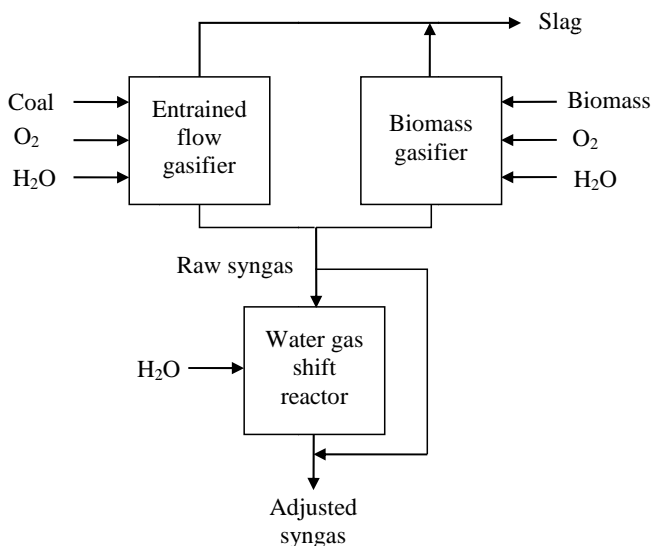 Slag
Coal
O₂
H₂O
Entrained
flow
gasifier
Biomass
gasifier
Biomass
O₂
H₂O
Raw syngas
H₂O
Water gas
shift
reactor
Adjusted
syngas